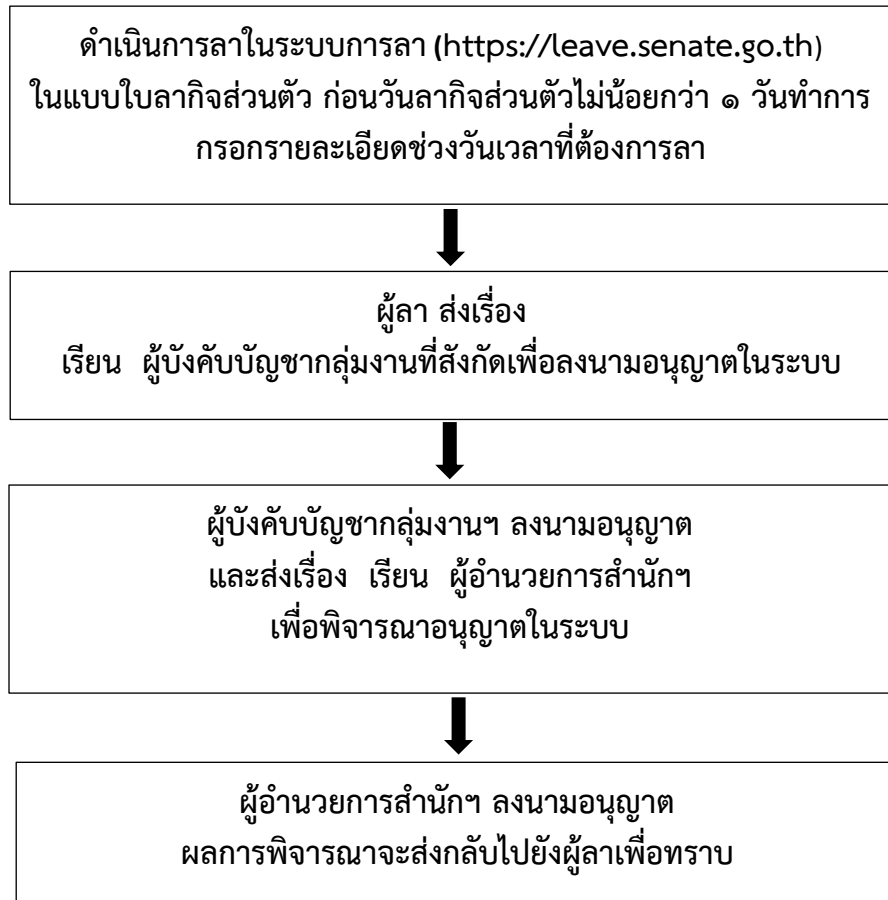 ดำเนินการลาในระบบการลา (https://leave.senate.go.th)
ในแบบใบลากิจส่วนตัว ก่อนวันลากิจส่วนตัวไม่น้อยกว่า ๑ วันทำการ
กรอกรายละเอียดช่วงวันเวลาที่ต้องการลา
ผู้ลา ส่งเรื่อง
เรียน ผู้บังคับบัญชากลุ่มงานที่สังกัดเพื่อลงนามอนุญาตในระบบ
ผู้บังคับบัญชากลุ่มงานฯ ลงนามอนุญาต
และส่งเรื่อง เรียน ผู้อำนวยการสำนักฯ
เพื่อพิจารณาอนุญาตในระบบ
ผู้อำนวยการสำนักฯ ลงนามอนุญาต
ผลการพิจารณาจะส่งกลับไปยังผู้ลาเพื่อทราบ